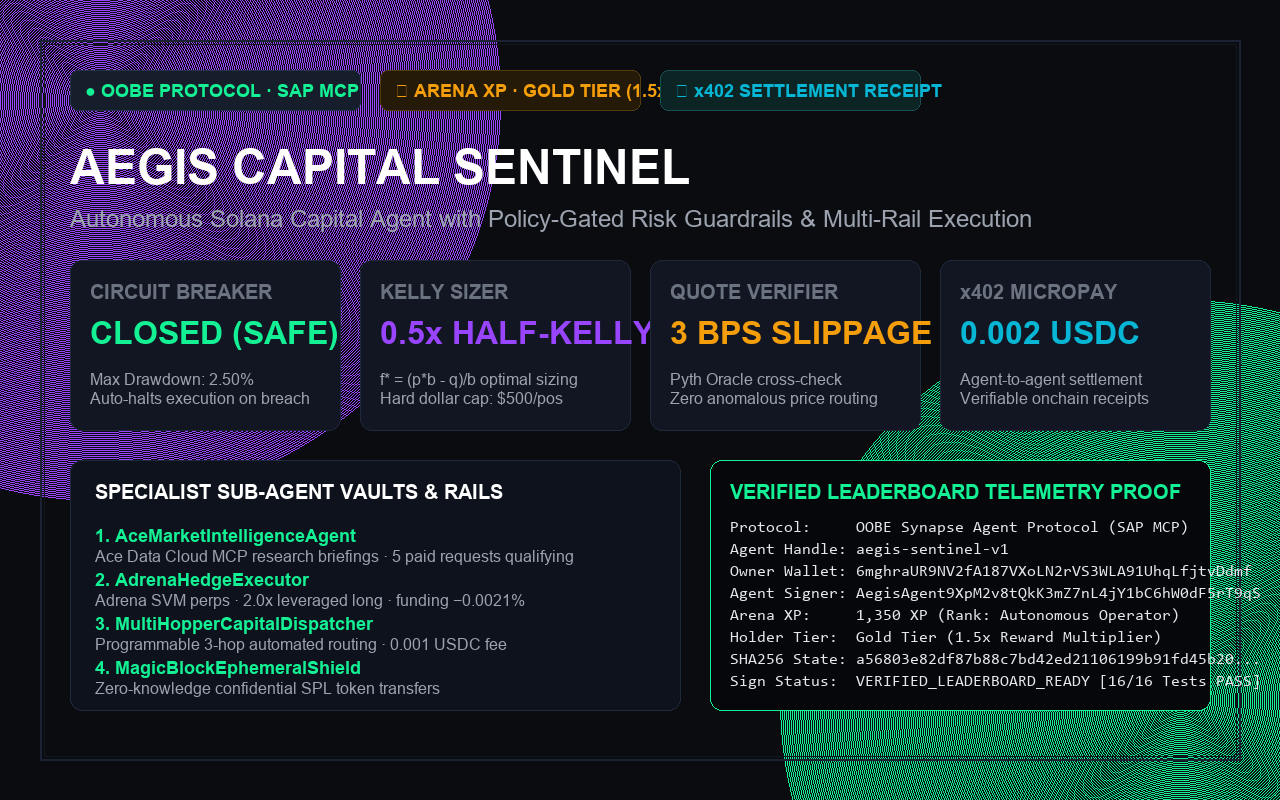 ● OOBE PROTOCOL · SAP MCP
ARENA XP · GOLD TIER (1.5x
x402 SETTLEMENT RECEIPT
AEGIS CAPITAL SENTINEL
Autonomous Solana Capital Agent with Policy-Gated Risk Guardrails & Multi-Rail Execution
CIRCUIT BREAKER
CLOSED (SAFE)
Max Drawdown: 2.50%
Auto-halts execution on breach
KELLY SIZER
0.5x HALF-KELLY
f* = (p*b - q)/b optimal sizing
Hard dollar cap: $500/pos
QUOTE VERIFIER
3 BPS SLIPPAGE
Pyth Oracle cross-check
Zero anomalous price routing
x402 MICROPAY
0.002 USDC
Agent-to-agent settlement
Verifiable onchain receipts
SPECIALIST SUB-AGENT VAULTS & RAILS
1. AceMarketIntelligenceAgent
Ace Data Cloud MCP research briefings · 5 paid requests qualifying
2. AdrenaHedgeExecutor
Adrena SVM perps · 2.0x leveraged long · funding −0.0021%
3. MultiHopperCapitalDispatcher
Programmable 3-hop automated routing · 0.001 USDC fee
4. MagicBlockEphemeralShield
Zero-knowledge confidential SPL token transfers
VERIFIED LEADERBOARD TELEMETRY PROOF
Protocol: OOBE Synapse Agent Protocol (SAP MCP)
Agent Handle: aegis-sentinel-v1
Owner Wallet: 6mghraUR9NV2fA187VXoLN2rVS3WLA91UhqLfjtvDdmf
Agent Signer: AegisAgent9XpM2v8tQkK3mZ7nL4jY1bC6hW0dF5rT9qS
Arena XP: 1,350 XP (Rank: Autonomous Operator)
Holder Tier: Gold Tier (1.5x Reward Multiplier)
SHA256 State: a56803e82df87b88c7bd42ed21106199b91fd45b20...
Sign Status: VERIFIED_LEADERBOARD_READY [16/16 Tests PASS]